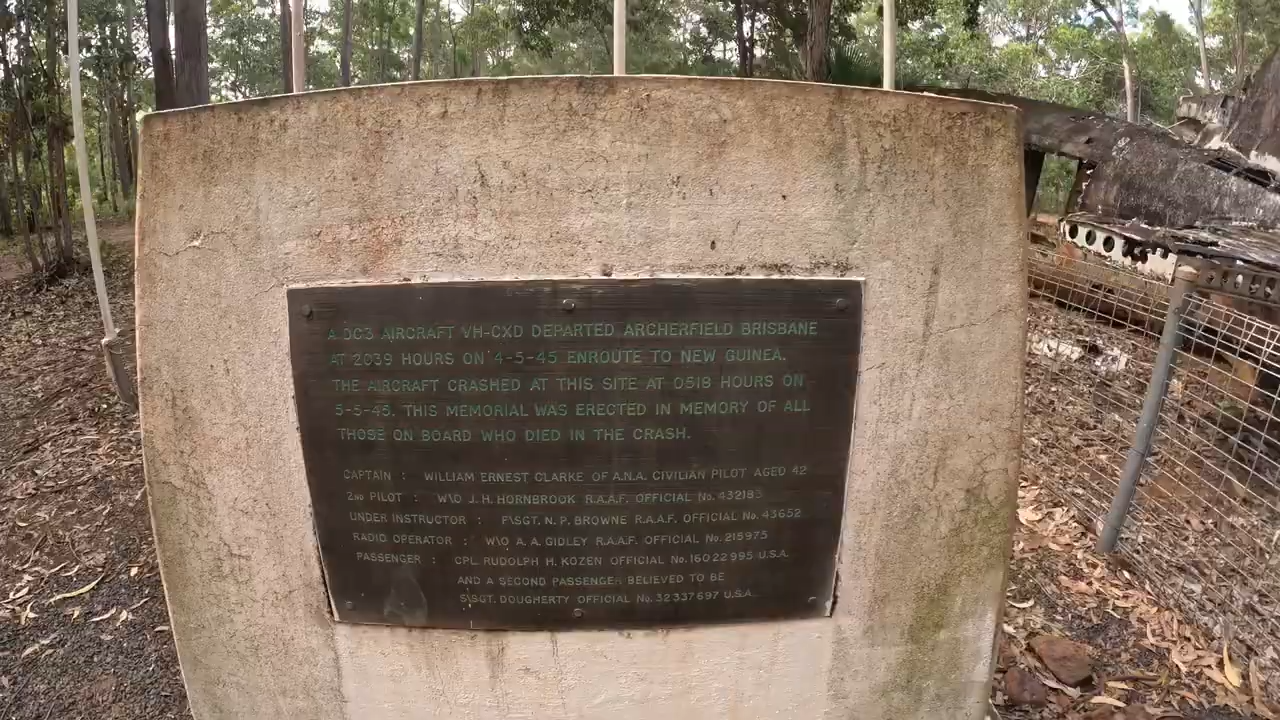 A DC3 AIRCRAFT VH-CXD DEPARTED ARCHERFIELD BRISBANE
AT 2039 HOURS ON 4-5-45 ENROUTE TO NEW GUINEA.
THE AIRCRAFT CRASHED AT THIS SITE AT 0518 HOURS ON
5-5-45. THIS MEMORIAL WAS ERECTED IN MEMORY OF ALL
THOSE ON BOARD WHO DIED IN THE CRASH.
CAPTAIN : WILLIAM ERNEST CLARKE OF A.N.A. CIVILIAN PILOT AGED 42
2ND PILOT : W\O J. H. HORNBROOK R.A.A.F. OFFICIAL No. 432183
UNDER INSTRUCTOR : F\SGT. N. P. BROWNE R.A.A.F. OFFICIAL No. 43652
RADIO OPERATOR : W\O A. A. GIDLEY R.A.A.F. OFFICIAL No. 215975
PASSENGER : CPL. RUDOLPH H. KOZEN OFFICIAL No. 16022995 U.S.A.
AND A SECOND PASSENGER BELIEVED TO BE
S\SGT. DOUGHERTY OFFICIAL No. 32337697 U.S.A.